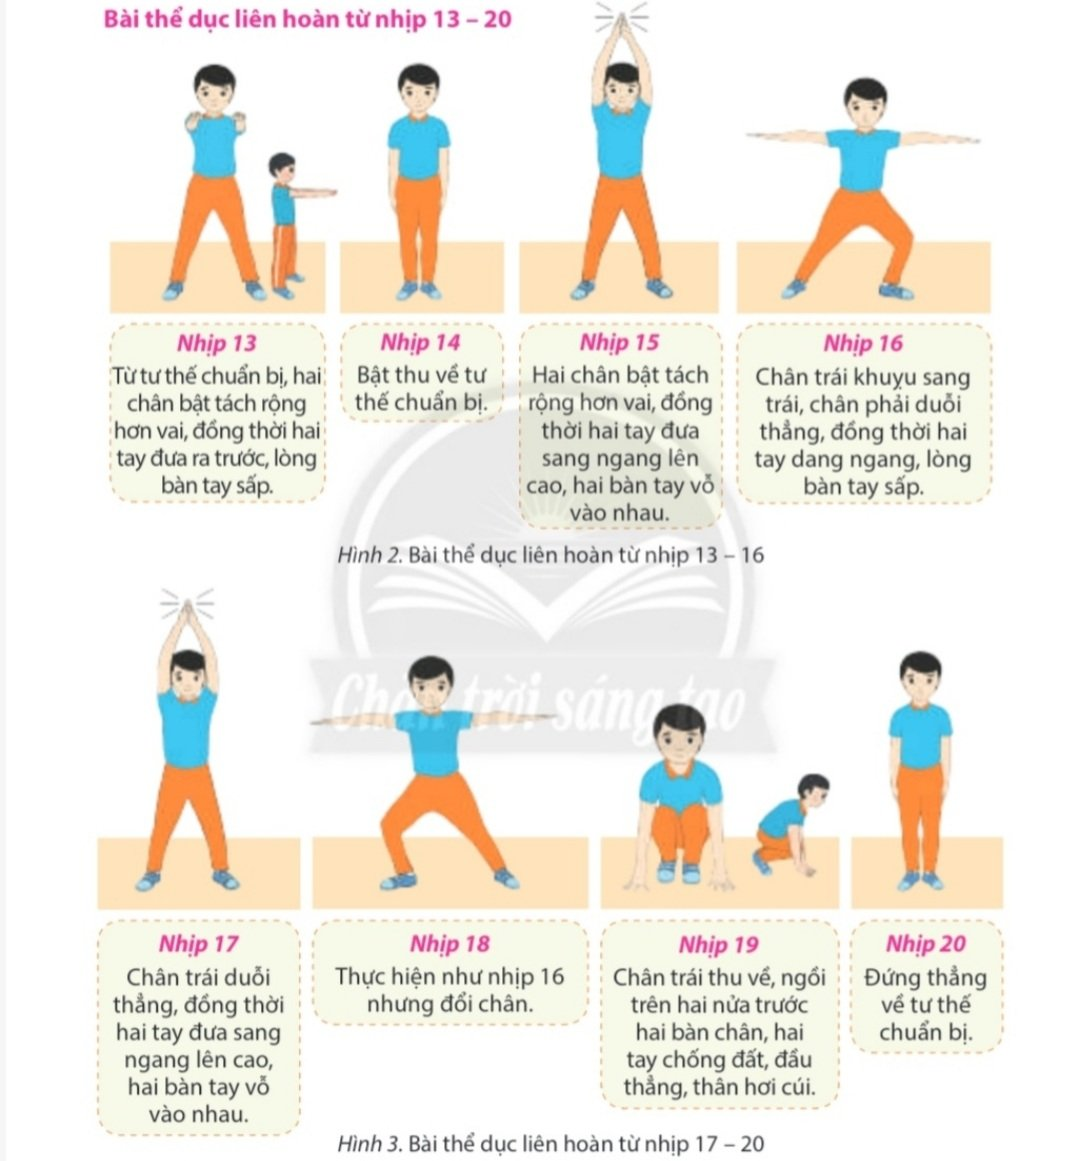 Bài thể dục liên hoàn từ nhịp 13 – 20
Nhịp 13
Từ tư thế chuẩn bị, hai
chân bật tách rộng
hơn vai, đồng thời hai
tay đưa ra trước, lòng
bàn tay sấp.
Nhịp 14
Bật thu về tư
thế chuẩn bị.
Nhịp 15
Hai chân bật tách
rộng hơn vai, đồng
thời hai tay đưa
sang ngang lên
cao, hai bàn tay vỗ
vào nhau.
Nhịp 16
Chân trái khuỵu sang
trái, chân phải duỗi
thẳng, đồng thời hai
tay dang ngang, lòng
bàn tay sấp.
Hình 2. Bài thể dục liên hoàn từ nhịp 13 – 16
Chân trời sáng tạo
Nhịp 17
Chân trái duỗi
thẳng, đồng thời
hai tay đưa sang
ngang lên cao,
hai bàn tay vỗ
vào nhau.
Nhịp 18
Thực hiện như nhịp 16
nhưng đổi chân.
Nhịp 19
Chân trái thu về, ngồi
trên hai nửa trước
hai bàn chân, hai
tay chống đất, đầu
thẳng, thân hơi cúi.
Nhịp 20
Đứng thẳng
về tư thế
chuẩn bị.
Hình 3. Bài thể dục liên hoàn từ nhịp 17 – 20